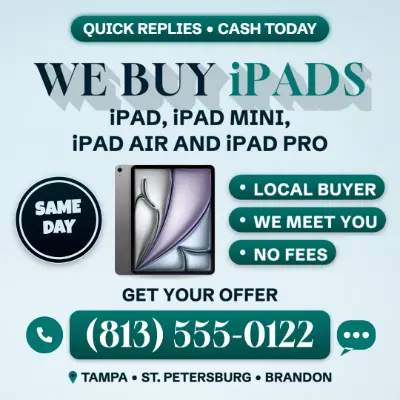 QUICK REPLIES • CASH TODAY
WE BUY iPADS
iPAD, iPAD MINI,
iPAD AIR AND iPAD PRO
SAME
DAY
• LOCAL BUYER
• WE MEET YOU
• NO FEES
GET YOUR OFFER
(813) 555-0122
TAMPA • ST. PETERSBURG • BRANDON